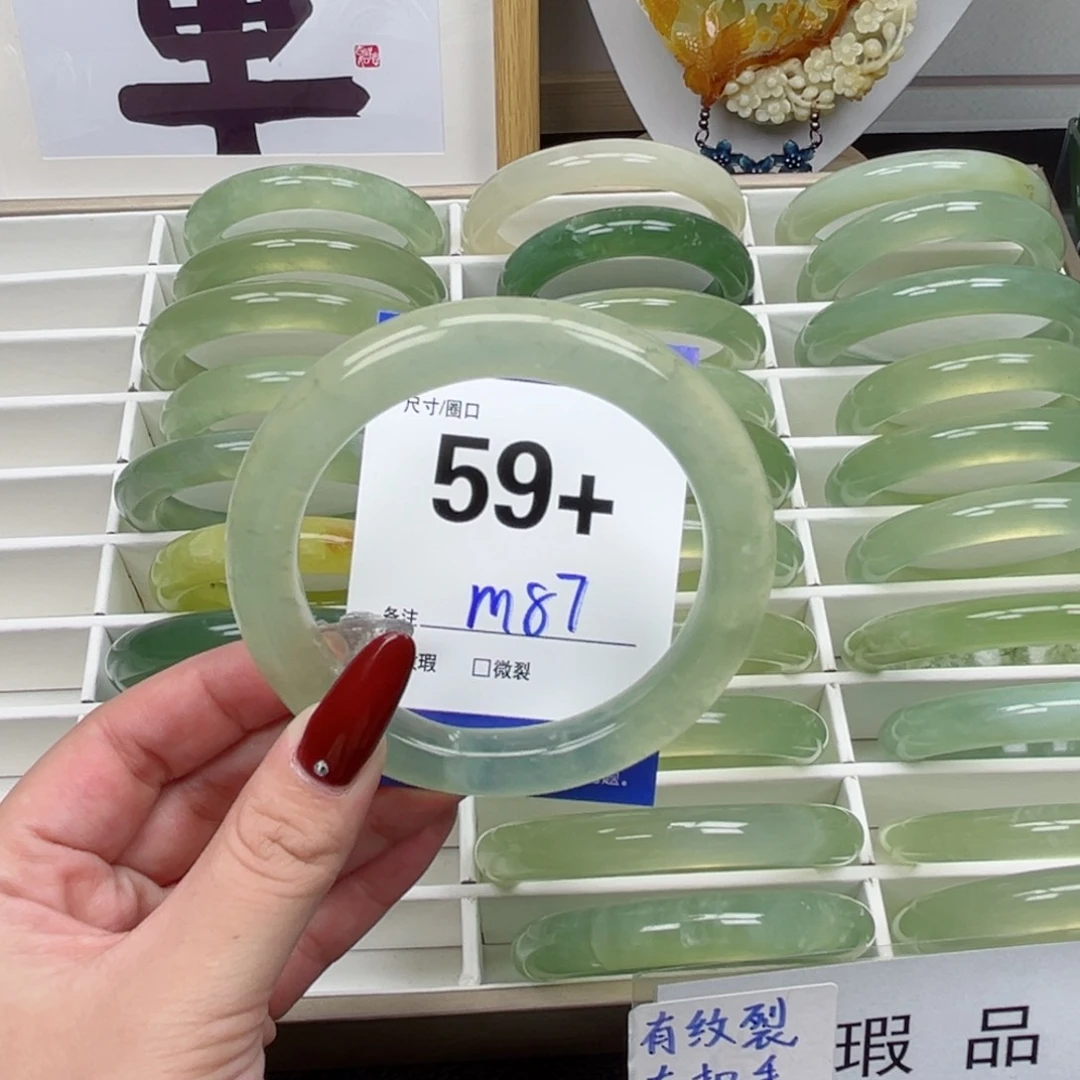 尺寸/圈口
59+
备注 m87
瑕 □微裂
有纹裂
瑕 品